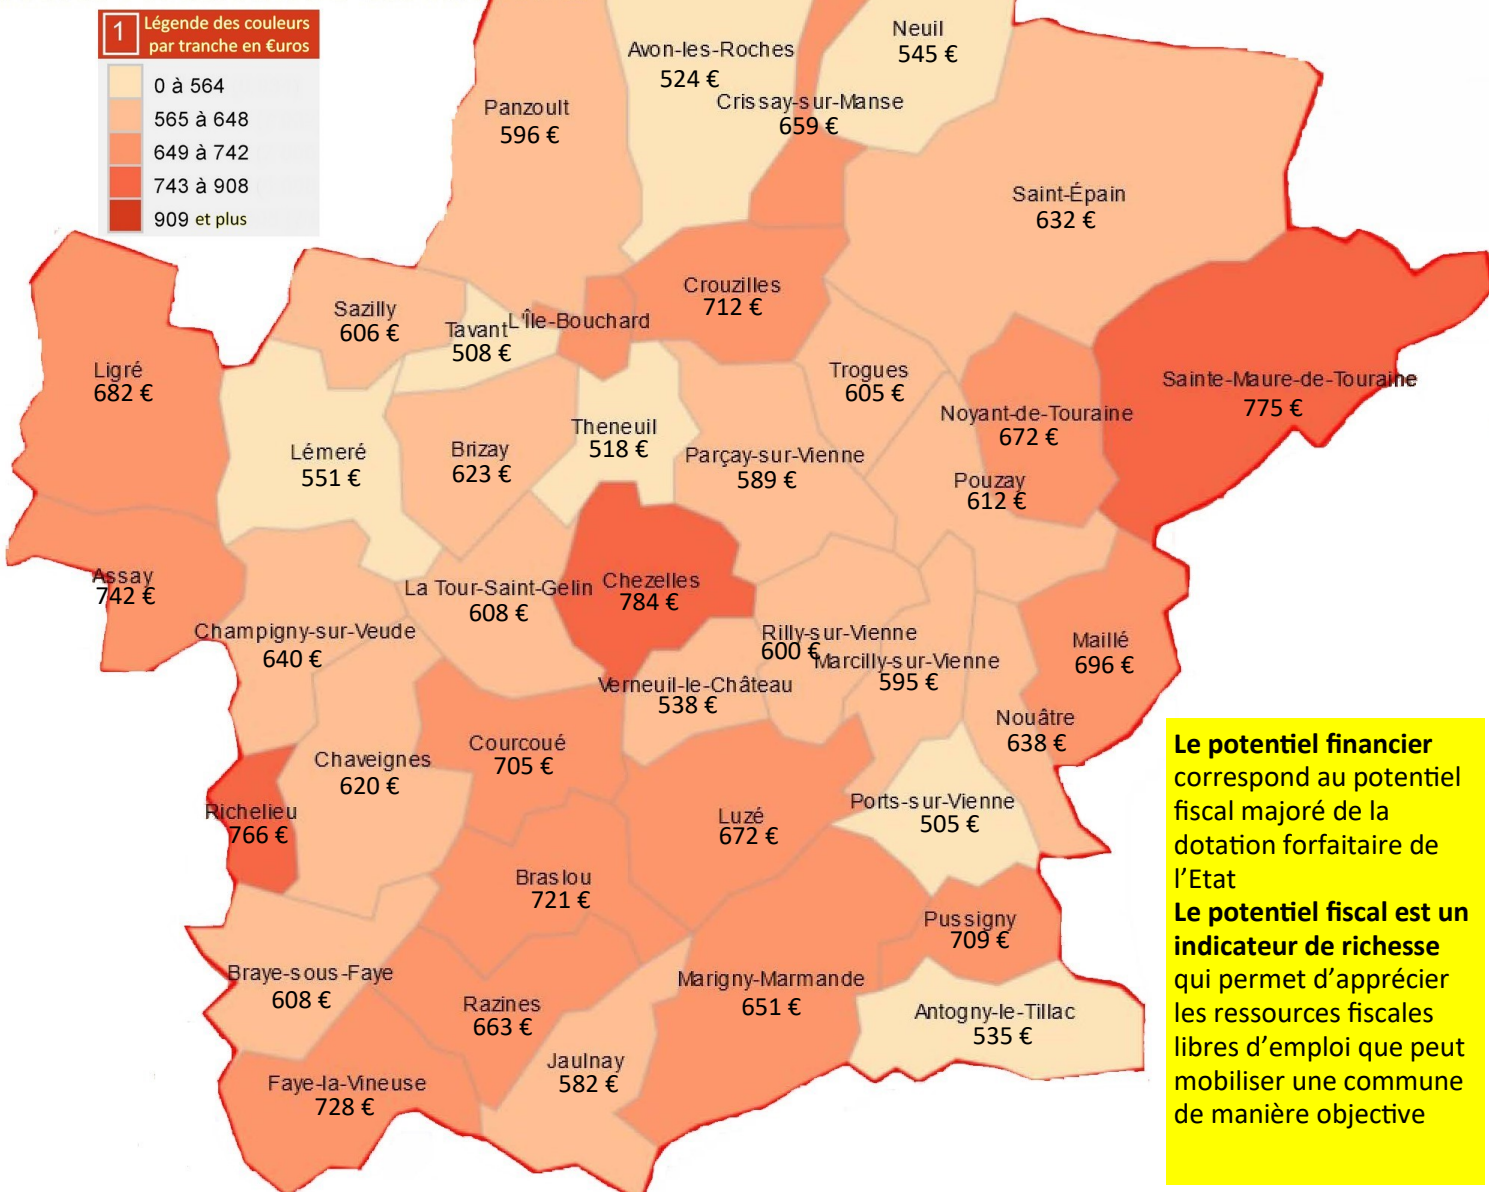 1
Légende des couleurs
par tranche en €uros
0 à 564
565 à 648
649 à 742
743 à 908
909 et plus
Neuil
545 €
Avon-les-Roches
524 €
Crissay-sur-Manse
659 €
Panzoult
596 €
Saint-Épain
632 €
Crouzilles
712 €
Sazilly
606 €
Tavant
508 €
L'Île-Bouchard
Ligré
682 €
Trogues
605 €
Sainte-Maure-de-Touraine
775 €
Noyant-de-Touraine
672 €
Theneuil
518 €
Lémeré
551 €
Brizay
623 €
Parçay-sur-Vienne
589 €
Pouzay
612 €
Assay
742 €
La Tour-Saint-Gelin
608 €
Chezelles
784 €
Champigny-sur-Veude
640 €
Rilly-sur-Vienne
600 €
Marcilly-sur-Vienne
595 €
Maillé
696 €
Verneuil-le-Château
538 €
Nouâtre
638 €
Courcoué
705 €
Chaveignes
620 €
Richelieu
766 €
Luzé
672 €
Ports-sur-Vienne
505 €
Braslou
721 €
Pussigny
709 €
Braye-sous-Faye
608 €
Razines
663 €
Marigny-Marmande
651 €
Antogny-le-Tillac
535 €
Jaulnay
582 €
Faye-la-Vineuse
728 €
Le potentiel financier
correspond au potentiel
fiscal majoré de la
dotation forfaitaire de
l'Etat
Le potentiel fiscal est un
indicateur de richesse
qui permet d'apprécier
les ressources fiscales
libres d'emploi que peut
mobiliser une commune
de manière objective